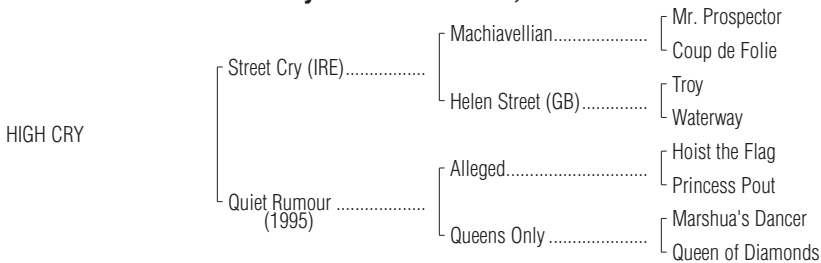 Mr. Prospector
Machiavellian....................
Coup de Folie
Street Cry (IRE).................
Troy
Helen Street (GB)..............
Waterway
HIGH CRY
Hoist the Flag
Alleged..............................
Princess Pout
Quiet Rumour ...................
(1995)
Marshua's Dancer
Queens Only .....................
Queen of Diamonds